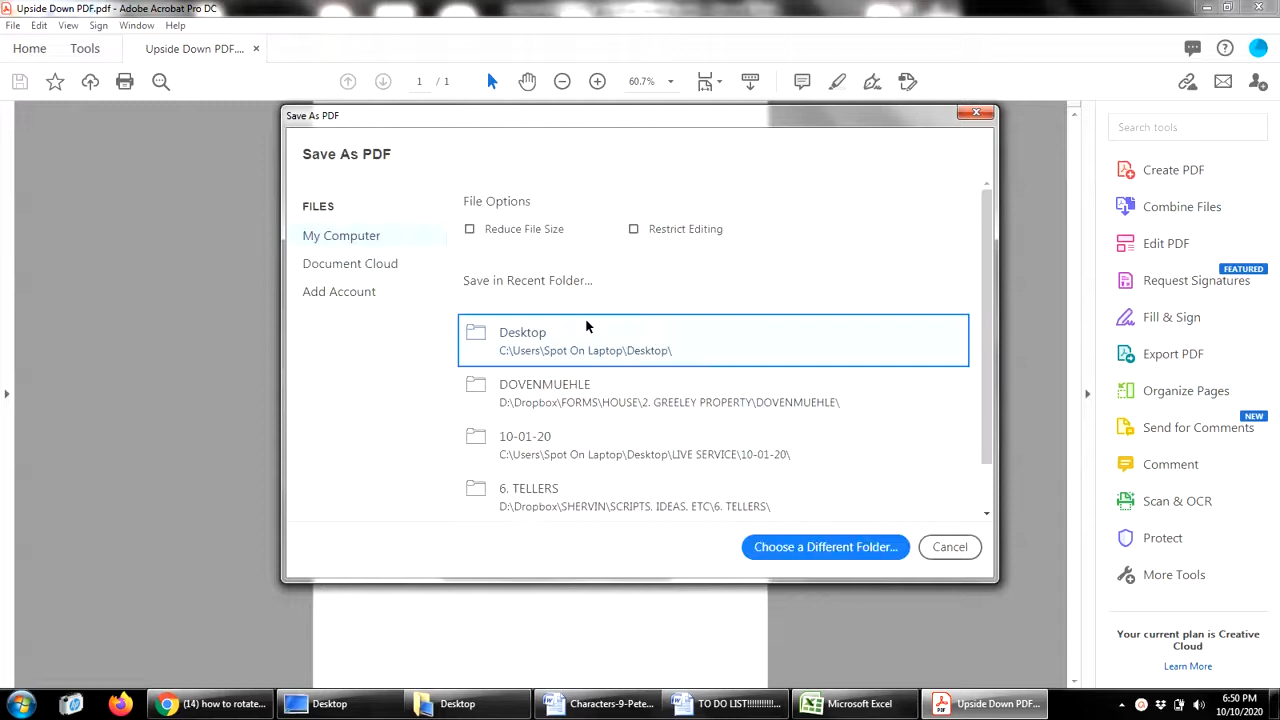 Upside Down PDF.pdf - Adobe Acrobat Pro DC
File Edit View Sign Window Help
Home Tools Upside Down PDF.... ×
1 / 1 60.7%
Save As PDF
Save As PDF
FILES
My Computer
Document Cloud
Add Account
File Options
Reduce File Size Restrict Editing
Save in Recent Folder...
Desktop
C:\Users\Spot On Laptop\Desktop\
DOVENMUEHLE
D:\Dropbox\FORMS\HOUSE\2. GREELEY PROPERTY\DOVENMUEHLE\
10-01-20
C:\Users\Spot On Laptop\Desktop\LIVE SERVICE\10-01-20\
6. TELLERS
D:\Dropbox\SHERVIN\SCRIPTS, IDEAS, ETC\6. TELLERS\
Choose a Different Folder... Cancel
Search tools
Create PDF
Combine Files
Edit PDF
FEATURED
Request Signatures
Fill & Sign
Export PDF
Organize Pages
NEW
Send for Comments
Comment
Scan & OCR
Protect
More Tools
Your current plan is Creative
Cloud
Learn More
(14) how to rotate... Desktop Desktop Characters-9-Pete... TO DO LIST!!!!!!!!!!!... Microsoft Excel Upside Down PDF...
6:50 PM
10/10/2020